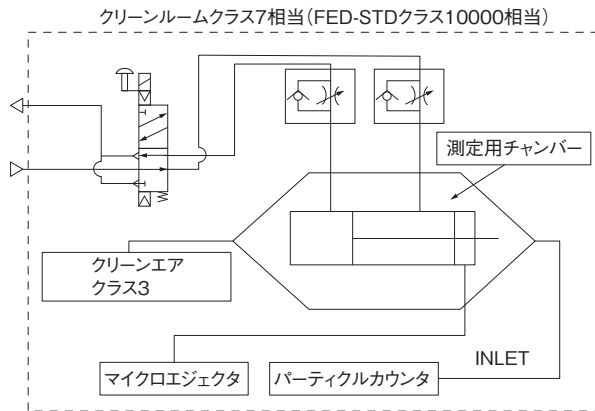 クリーンルームクラス7相当(FED-STDクラス10000相当)
測定用チャンバー
クリーンエア
クラス3
INLET
マイクロエジェクタ
パーティクルカウンタ